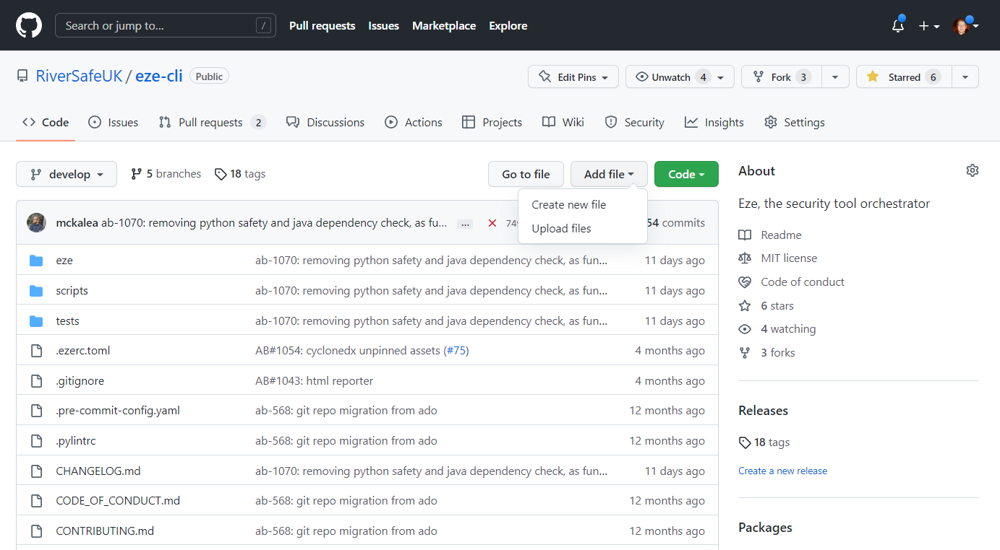 Search or jump to... /
Pull requests Issues Marketplace Explore
RiverSafeUK / eze-cli Public
Edit Pins Unwatch 4 Fork 3 Starred 6
Code Issues Pull requests 2 Discussions Actions Projects Wiki Security Insights Settings
develop 5 branches 18 tags Go to file Add file Code
Create new file
Upload files
mckalea ab-1070: removing python safety and java dependency check, as fu... ... 54 commits
eze ab-1070: removing python safety and java dependency check, as fun... 11 days ago
scripts ab-1070: removing python safety and java dependency check, as fun... 11 days ago
tests ab-1070: removing python safety and java dependency check, as fun... 11 days ago
.ezerc.toml AB#1054: cyclonedx unpinned assets (#75) 4 months ago
.gitignore AB#1043: html reporter 4 months ago
.pre-commit-config.yaml ab-568: git repo migration from ado 12 months ago
.pylintrc ab-568: git repo migration from ado 12 months ago
CHANGELOG.md ab-1070: removing python safety and java dependency check, as fun... 11 days ago
CODE_OF_CONDUCT.md ab-568: git repo migration from ado 12 months ago
CONTRIBUTING.md ab-568: git repo migration from ado 12 months ago
About
Eze, the security tool orchestrator
Readme
MIT license
Code of conduct
6 stars
4 watching
3 forks
Releases
18 tags
Create a new release
Packages